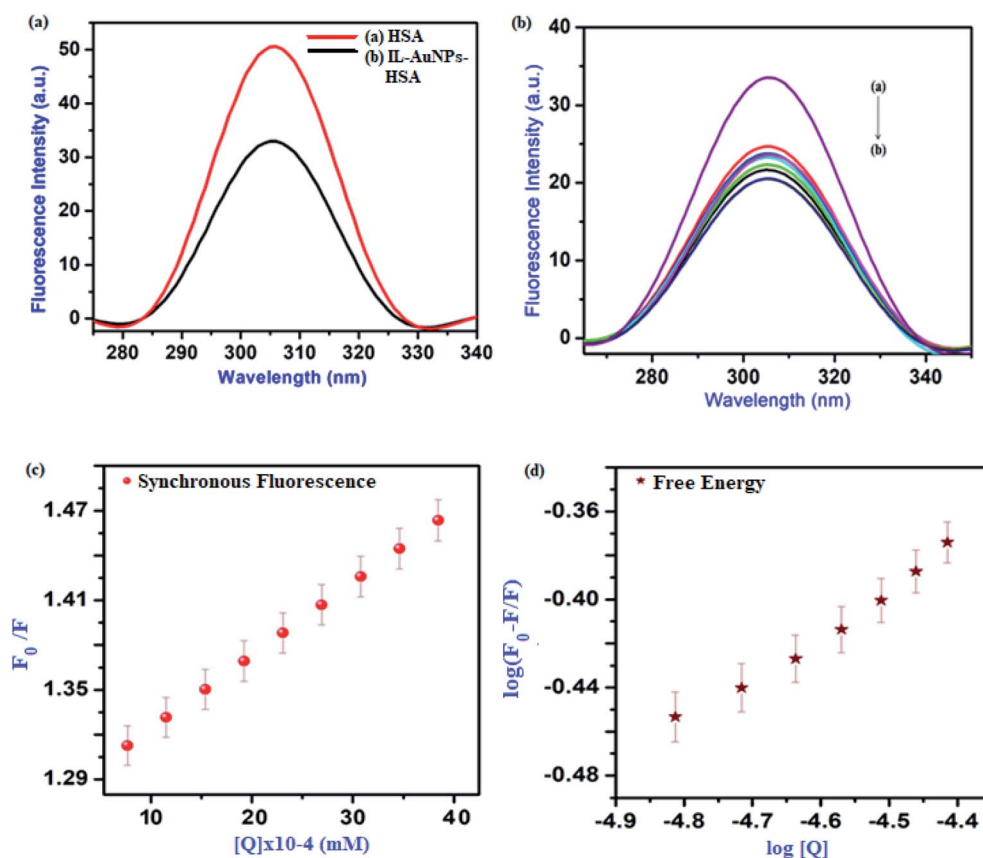 (a)
(a) HSA
(b) IL-AuNPs-
HSA
Fluorescence Intensity (a.u.)
50
40
30
20
10
0
280 290 300 310 320 330 340
Wavelength (nm)
(b)
(a)
(b)
Fluorescence Intensity (a.u.)
40
30
20
10
0
280 300 320 340
Wavelength (nm)
(c)
Synchronous Fluorescence
F0 /F
1.47
1.41
1.35
1.29
10 20 30 40
[Q]x10-4 (mM)
(d)
Free Energy
log(F0-F/F)
-0.36
-0.40
-0.44
-0.48
-4.9 -4.8 -4.7 -4.6 -4.5 -4.4
log [Q]